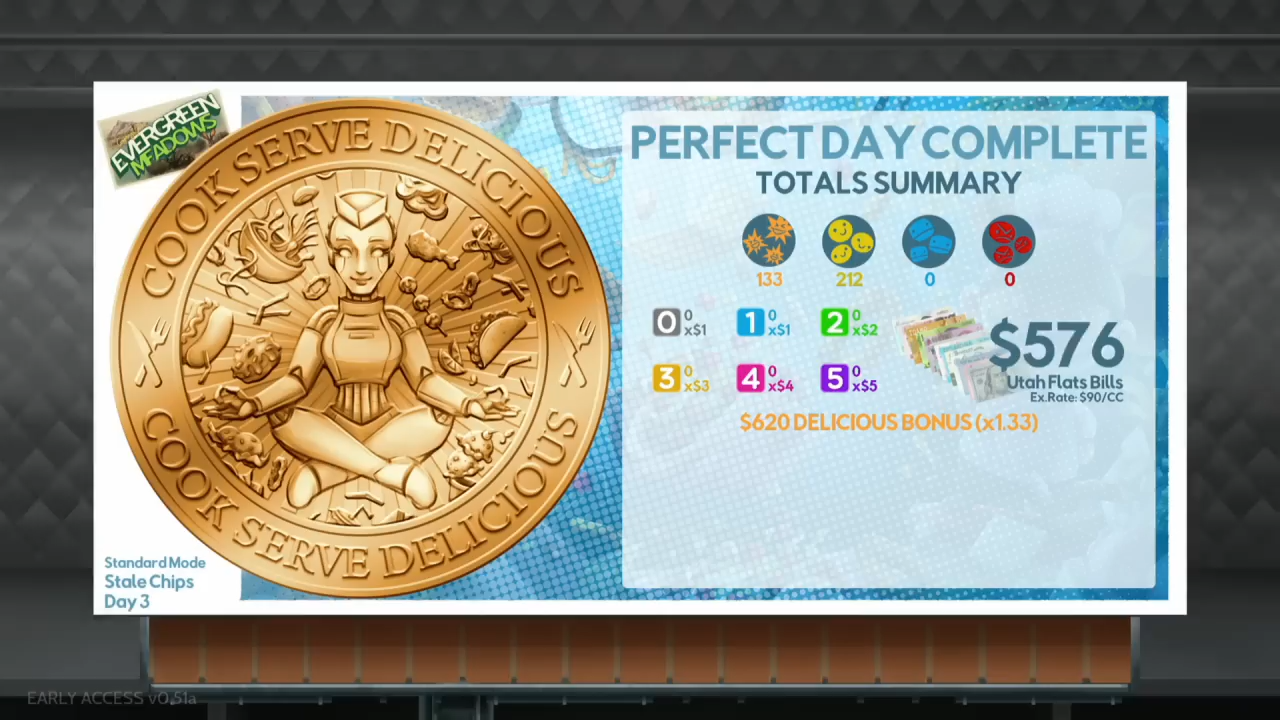 EVERGREEN
MEADOWS
COOK SERVE DELICIOUS
COOK SERVE DELICIOUS
Standard Mode
Stale Chips
Day 3
PERFECT DAY COMPLETE
TOTALS SUMMARY
133 212 0 0
0 0 x$1 1 0 x$1 2 0 x$2
3 0 x$3 4 0 x$4 5 0 x$5
$576
Utah Flats Bills
Ex.Rate: $90/CC
$620 DELICIOUS BONUS (x1.33)
EARLY ACCESS v0.51a